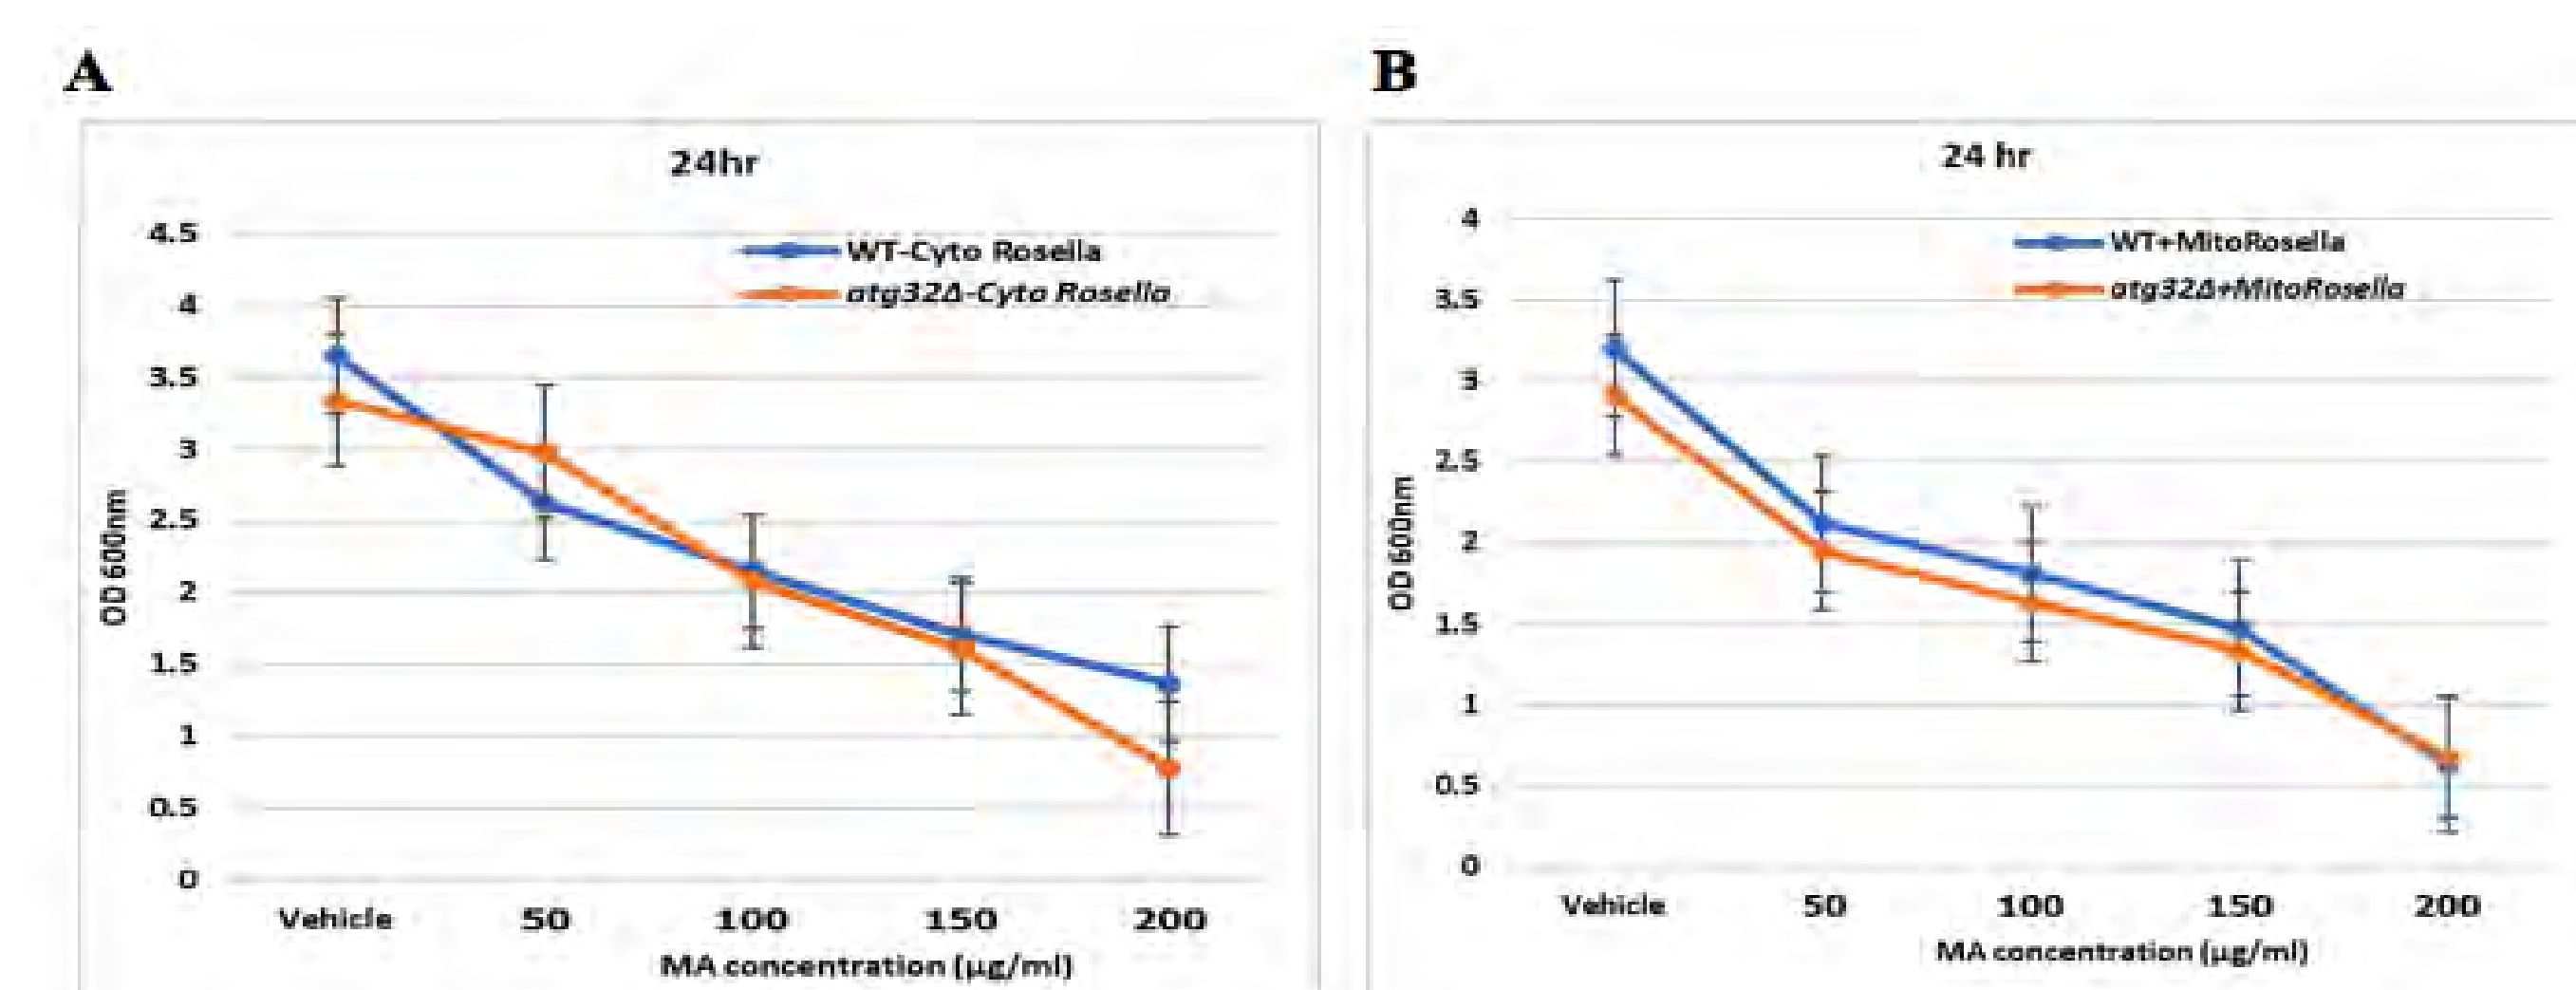 A
24hr
WT-Cyto Rosella
atg32Δ-Cyto Rosella
4.5
4
3.5
3
2.5
2
1.5
1
0.5
0
OD 600nm
Vehicle 50 100 150 200
MA concentration (µg/ml)
B
24 hr
WT+MitoRosella
atg32Δ+MitoRosella
4
3.5
3
2.5
2
1.5
1
0.5
0
OD 600nm
Vehicle 50 100 150 200
MA concentration (µg/ml)